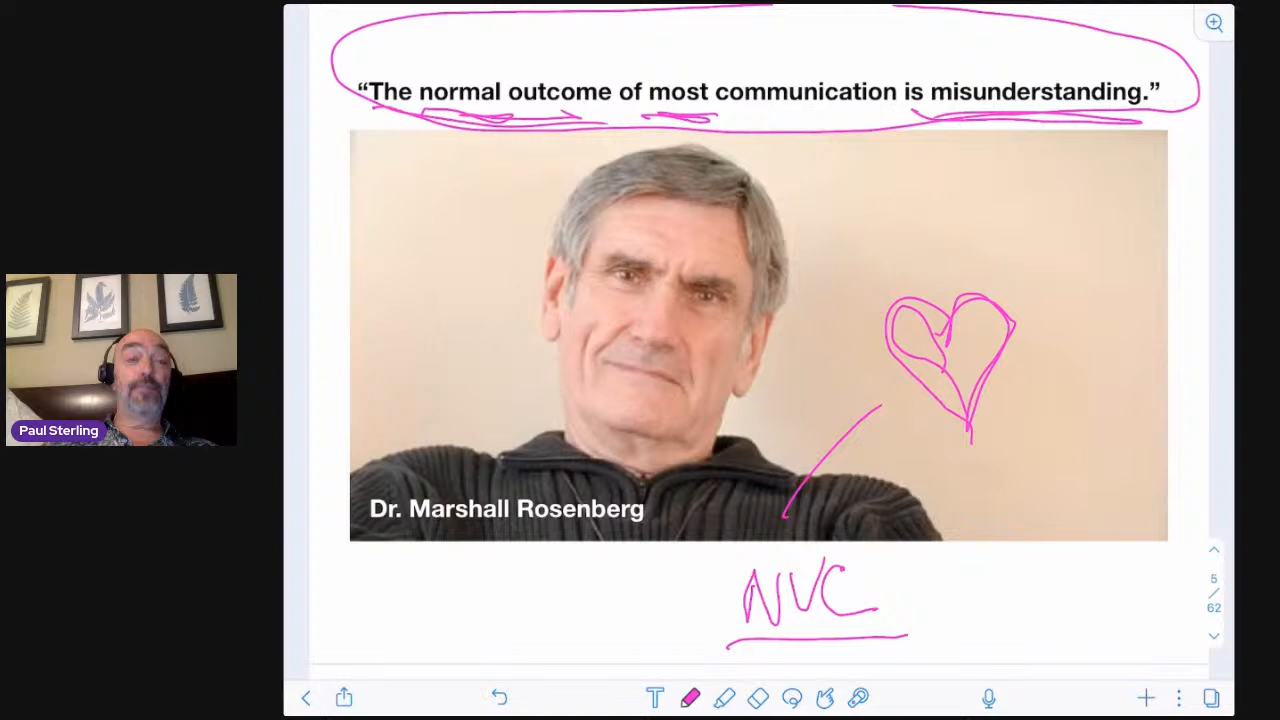 “The normal outcome of most communication is misunderstanding.”
Paul Sterling
Dr. Marshall Rosenberg
NVC
5
/
62
T